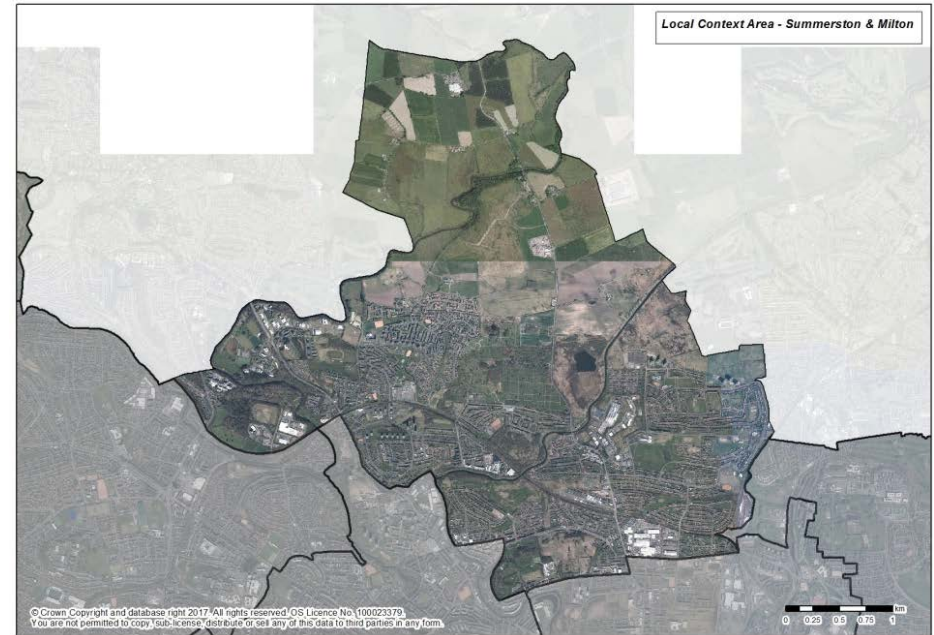 Local Context Area - Summerston & Milton
© Crown Copyright and database right 2017. All rights reserved. OS Licence No. 100023379.
You are not permitted to copy, sub-license, distribute or sell any of this data to third parties in any form.
km
0 0.25 0.5 0.75 1